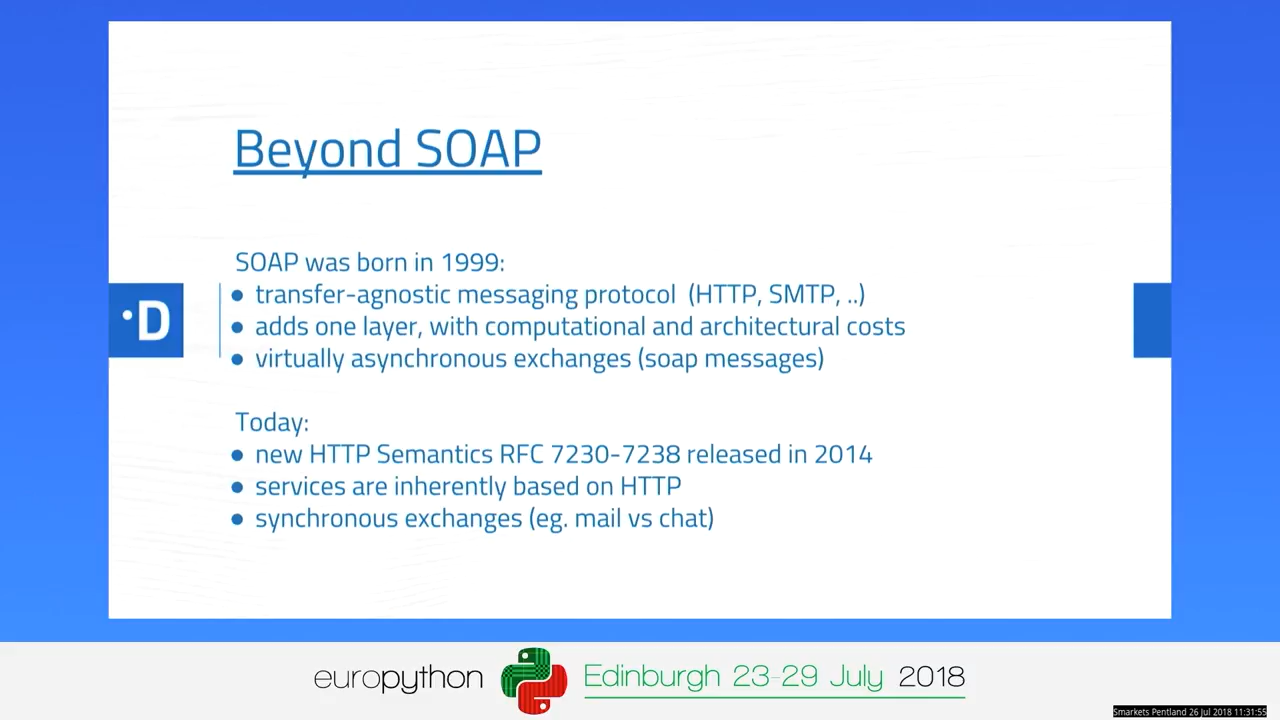 Beyond SOAP
SOAP was born in 1999:
● transfer-agnostic messaging protocol (HTTP, SMTP, ..)
● adds one layer, with computational and architectural costs
● virtually asynchronous exchanges (soap messages)
·D
Today:
● new HTTP Semantics RFC 7230-7238 released in 2014
● services are inherently based on HTTP
● synchronous exchanges (eg. mail vs chat)
europython Edinburgh 23-29 July 2018
Smarkets Pentland 26 Jul 2018 11:31:55